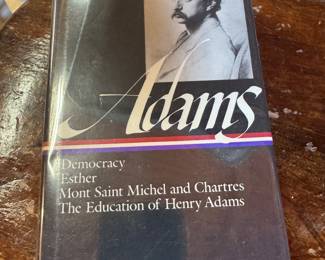 Adams
Democracy
Esther
Mont Saint Michel and Chartres
The Education of Henry Adams